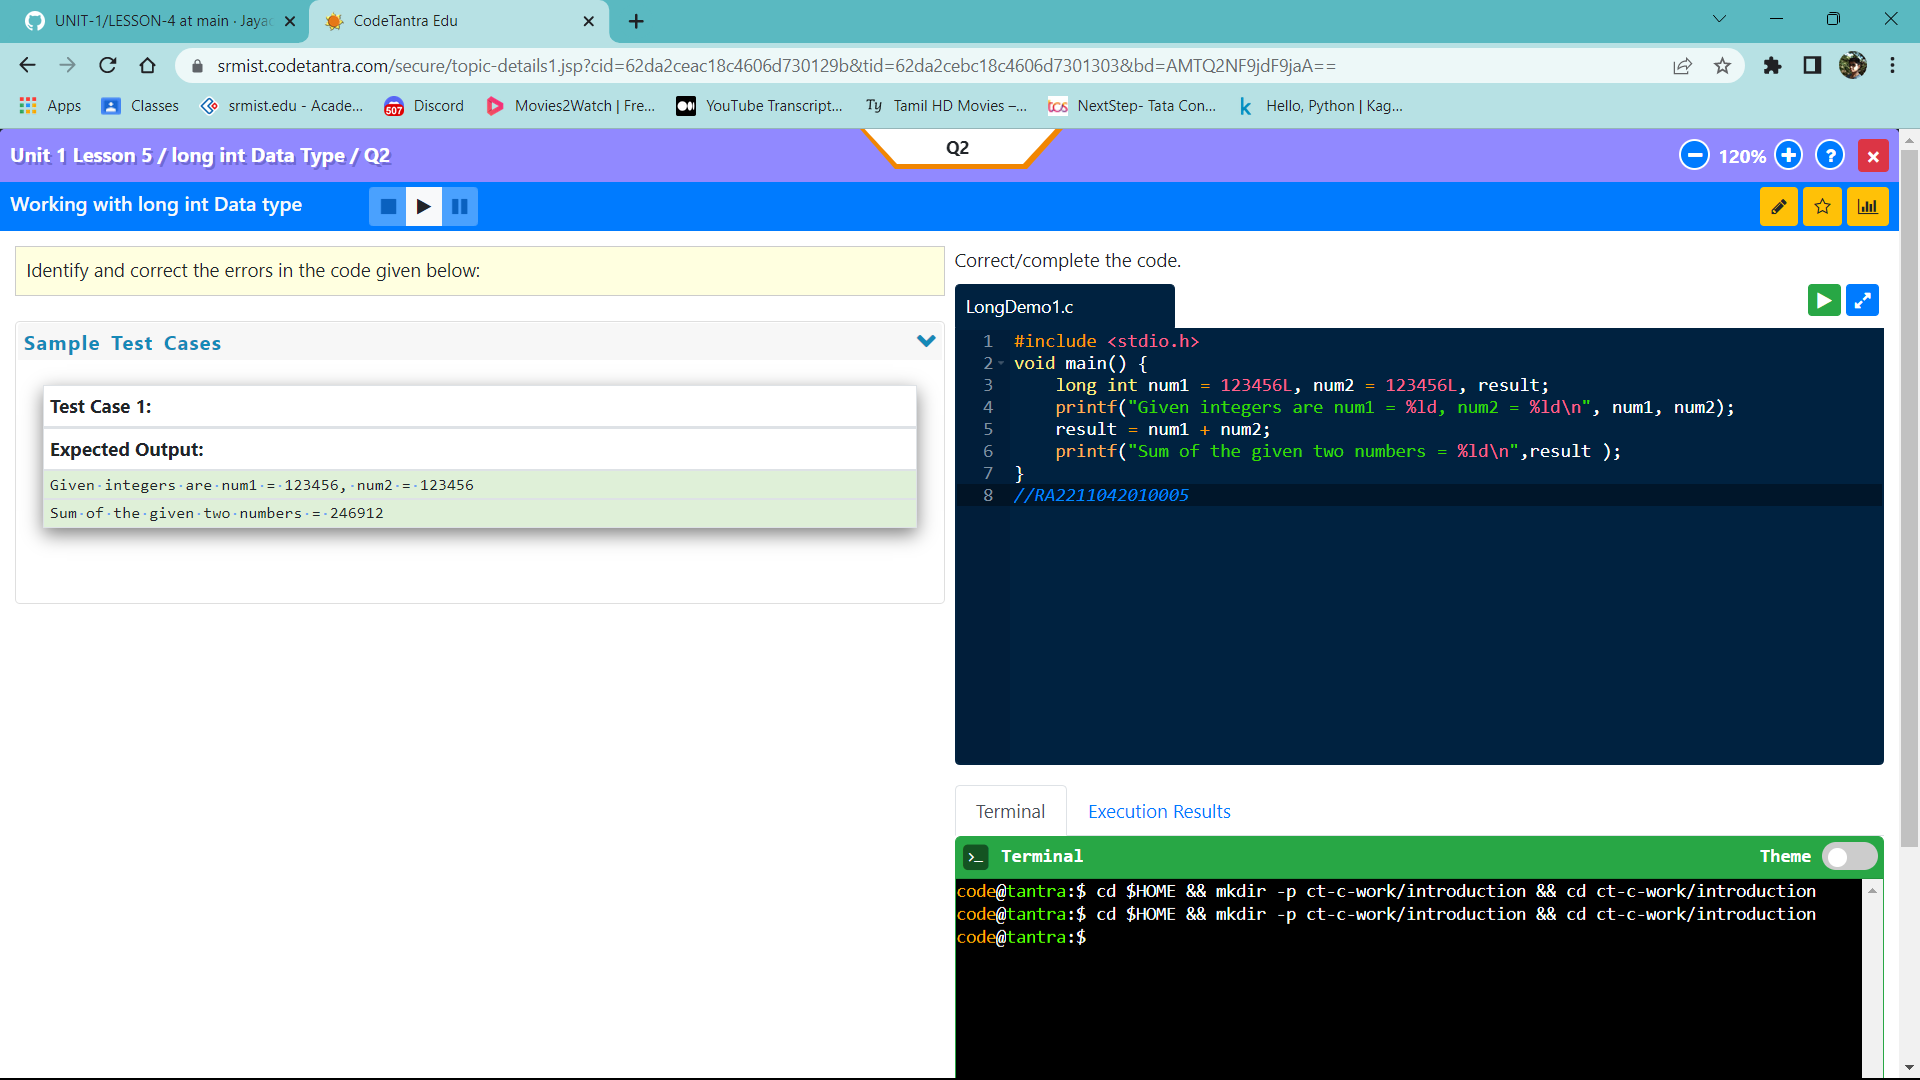 UNIT-1/LESSON-4 at main · Jayac
CodeTantra Edu
srmist.codetantra.com/secure/topic-details1.jsp?cid=62da2ceac18c4606d730129b&tid=62da2cebc18c4606d7301303&bd=AMTQ2NF9jdF9jaA==
Apps
Classes
srmist.edu - Acade...
507
Discord
Movies2Watch | Fre...
YouTube Transcript...
Ty
Tamil HD Movies –...
tcs
NextStep- Tata Con...
k
Hello, Python | Kag...
Unit 1 Lesson 5 / long int Data Type / Q2
Q2
120%
?
Working with long int Data type
Identify and correct the errors in the code given below:
Sample Test Cases
Test Case 1:
Expected Output:
Given·integers·are·num1·=·123456,·num2·=·123456
Sum·of·the·given·two·numbers·=·246912
Correct/complete the code.
LongDemo1.c
1 #include <stdio.h>
2 void main() {
3 long int num1 = 123456L, num2 = 123456L, result;
4 printf("Given integers are num1 = %ld, num2 = %ld\n", num1, num2);
5 result = num1 + num2;
6 printf("Sum of the given two numbers = %ld\n",result );
7 }
8 //RA2211042010005
Terminal
Execution Results
>_ Terminal
Theme
code@tantra:$ cd $HOME && mkdir -p ct-c-work/introduction && cd ct-c-work/introduction
code@tantra:$ cd $HOME && mkdir -p ct-c-work/introduction && cd ct-c-work/introduction
code@tantra:$